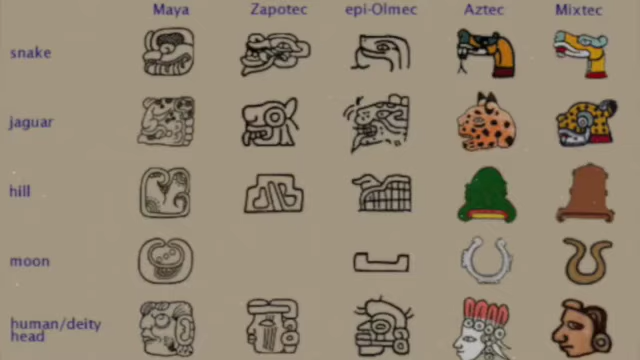 Maya Zapotec epi-Olmec Aztec Mixtec
snake
jaguar
hill
moon
human/deity
head